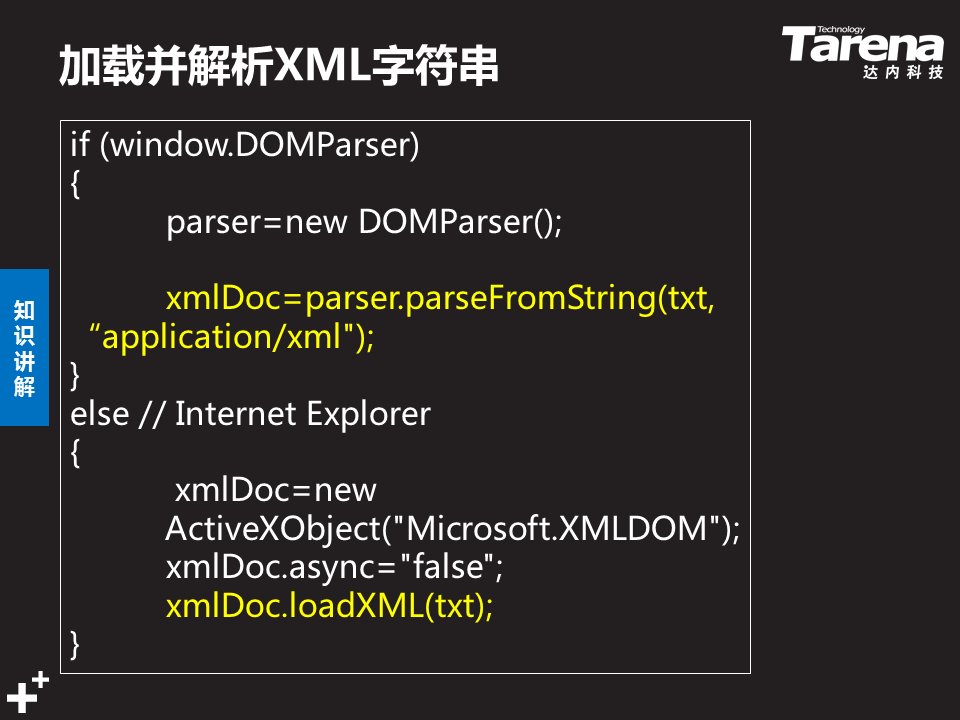 加载并解析XML字符串
Technology
Tarena
达内科技
if (window.DOMParser)
{
parser=new DOMParser();
xmlDoc=parser.parseFromString(txt,
“application/xml");
}
else // Internet Explorer
{
xmlDoc=new
ActiveXObject("Microsoft.XMLDOM");
xmlDoc.async="false";
xmlDoc.loadXML(txt);
}
知
识
讲
解